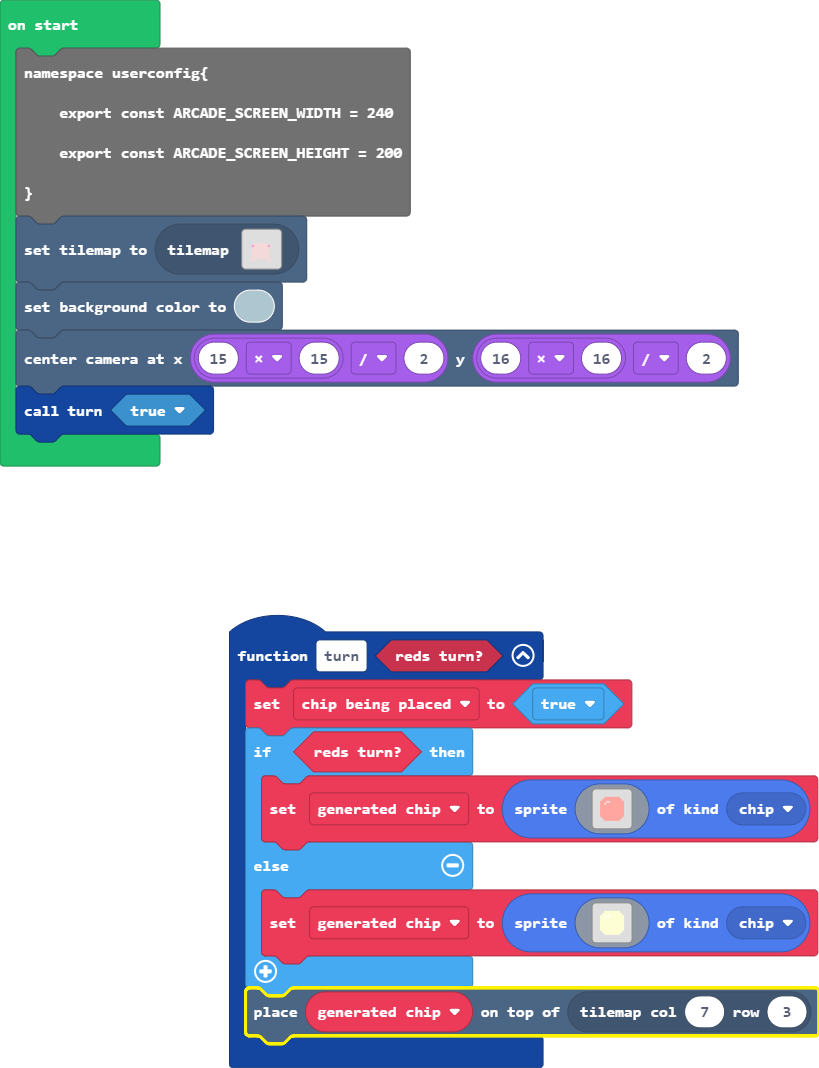 on start
namespace userconfig{
export const ARCADE_SCREEN_WIDTH = 240
export const ARCADE_SCREEN_HEIGHT = 200
}
set tilemap to tilemap
set background color to
center camera at x 15 × 15 / 2 y 16 × 16 / 2
call turn true
function turn reds turn?
set chip being placed to true
if reds turn? then
set generated chip to sprite of kind chip
else
set generated chip to sprite of kind chip
place generated chip on top of tilemap col 7 row 3